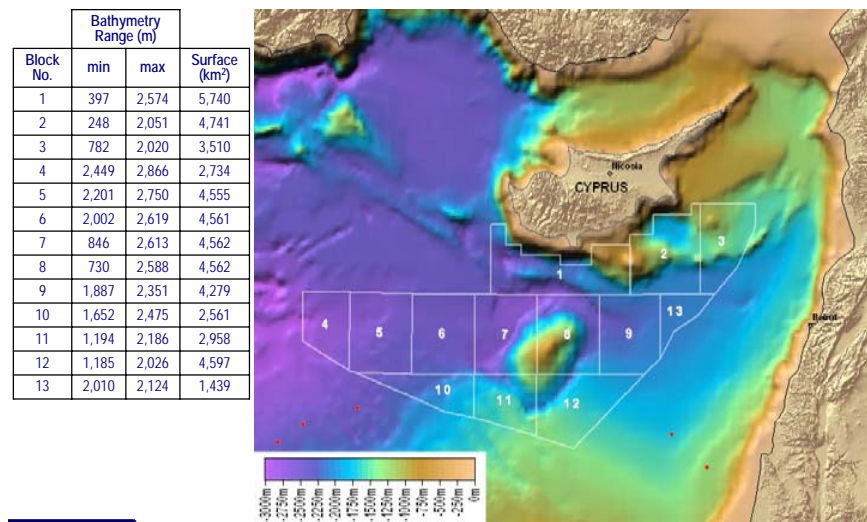 Bathymetry
Range (m)
Block
No. min max Surface
(km²)
1 397 2,574 5,740
2 248 2,051 4,741
3 782 2,020 3,510
4 2,449 2,866 2,734
5 2,201 2,750 4,555
6 2,002 2,619 4,561
7 846 2,613 4,562
8 730 2,588 4,562
9 1,887 2,351 4,279
10 1,652 2,475 2,561
11 1,194 2,186 2,958
12 1,185 2,026 4,597
13 2,010 2,124 1,439
Nicosia
CYPRUS
3
2
1
13
4 5 6 7 8 9
Beirut
10
11 12
-3000m -2750m -2500m -2250m -2000m -1750m -1500m -1250m -1000m -750m -500m -250m 0m